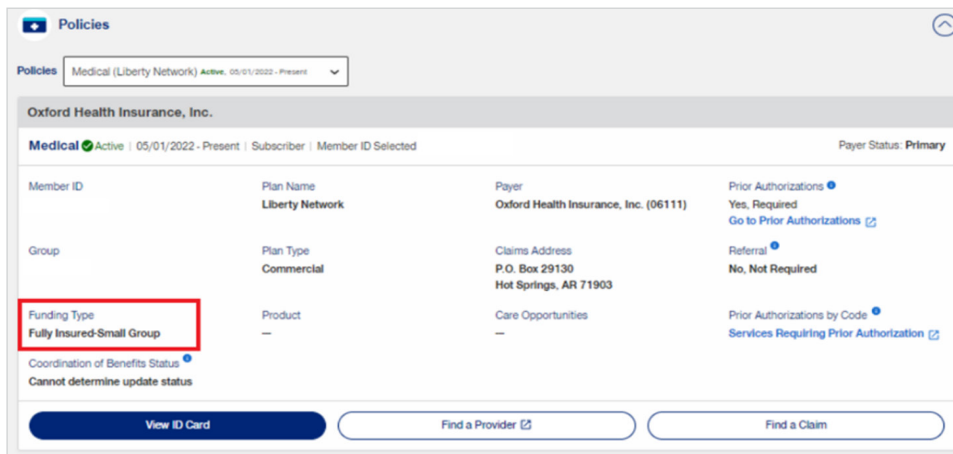 Policies
Policies
Medical (Liberty Network) Active, 05/01/2022 - Present
Oxford Health Insurance, Inc.
Medical Active | 05/01/2022 - Present | Subscriber | Member ID Selected
Payer Status: Primary
Member ID
Plan Name
Liberty Network
Payer
Oxford Health Insurance, Inc. (06111)
Prior Authorizations
Yes, Required
Go to Prior Authorizations
Group
Plan Type
Commercial
Claims Address
P.O. Box 29130
Hot Springs, AR 71903
Referral
No, Not Required
Funding Type
Fully Insured-Small Group
Product
—
Care Opportunities
—
Prior Authorizations by Code
Services Requiring Prior Authorization
Coordination of Benefits Status
Cannot determine update status
View ID Card
Find a Provider
Find a Claim